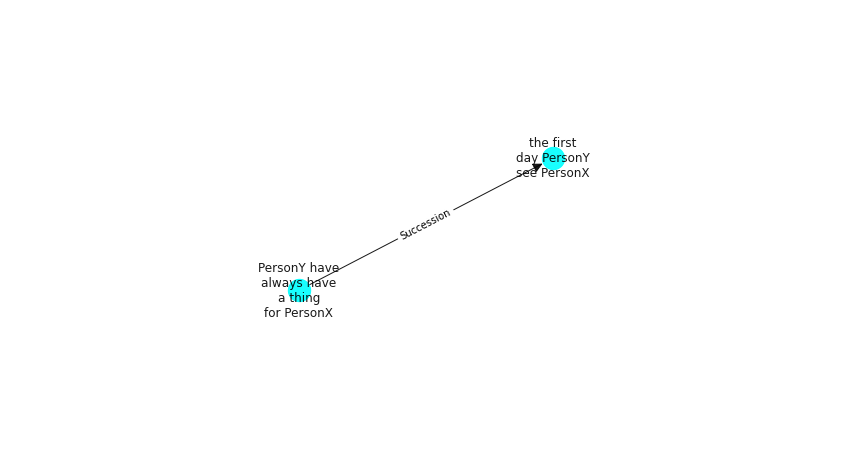 the first
day PersonY
see PersonX
Succession
PersonY have
always have
a thing
for PersonX